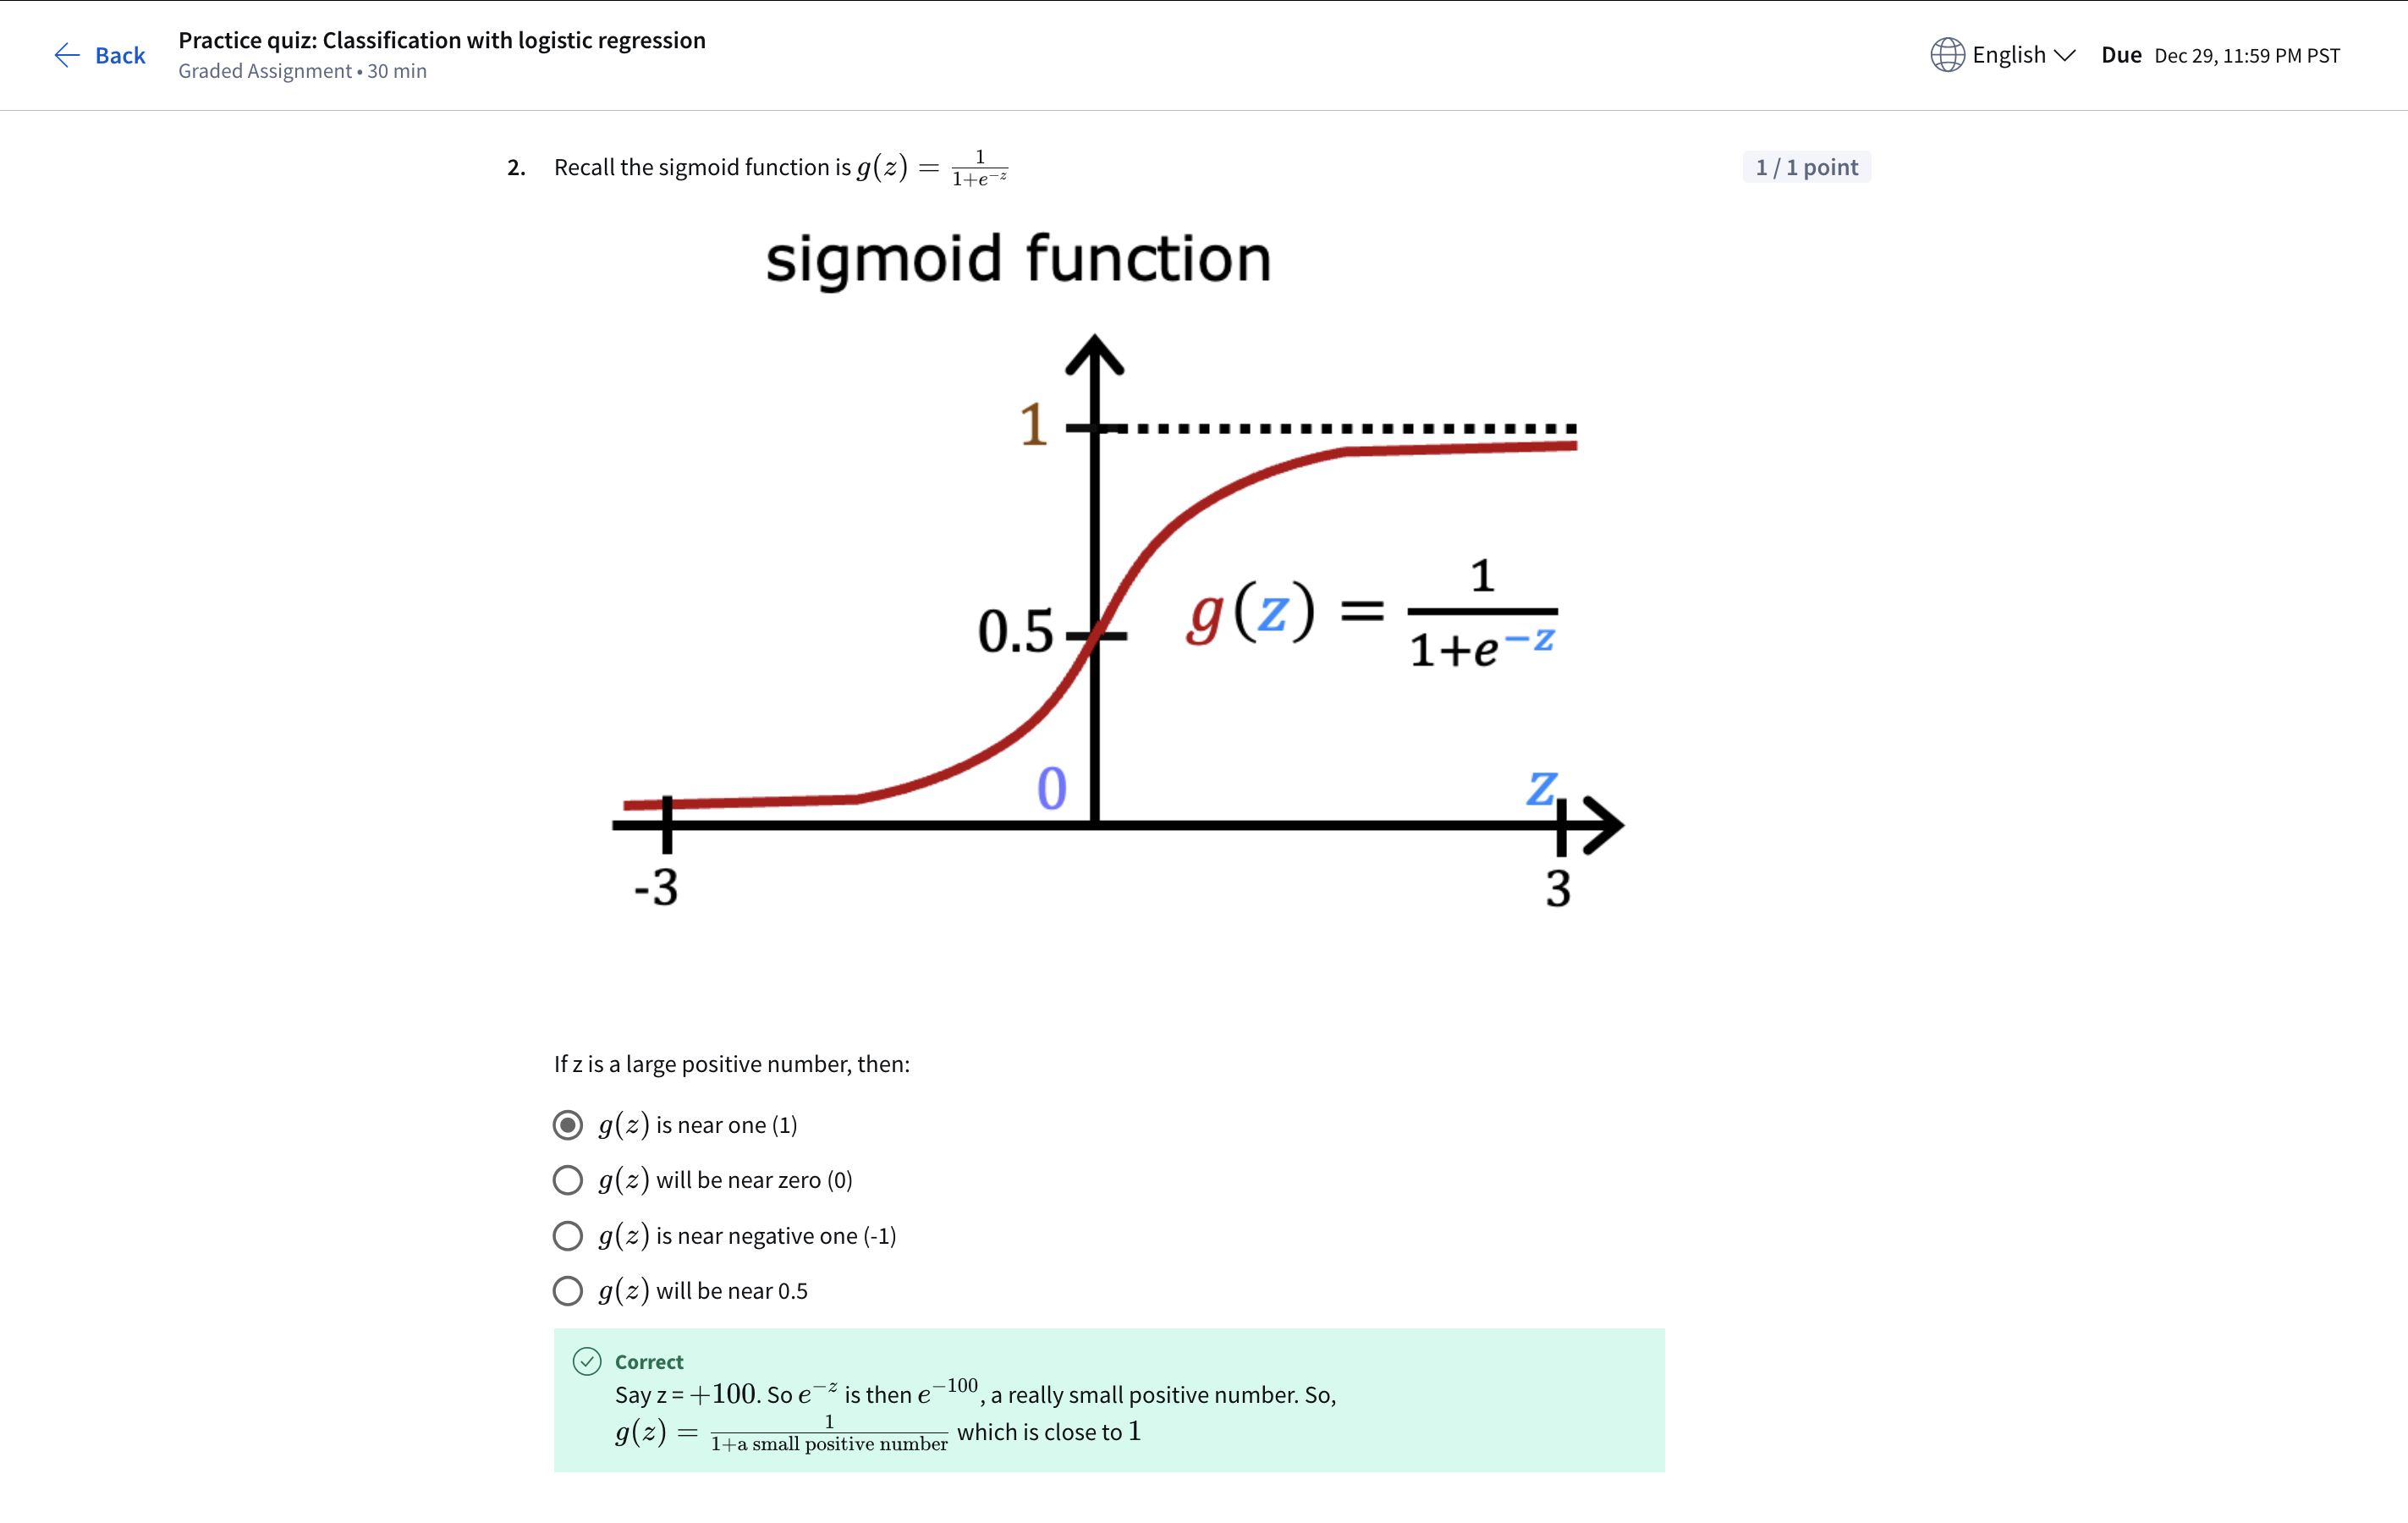 Back
Practice quiz: Classification with logistic regression
Graded Assignment • 30 min
English
Due Dec 29, 11:59 PM PST
2. Recall the sigmoid function is g(z) = 1/(1+e^−z)
1 / 1 point
sigmoid function
1
0.5
g(z) = 1/(1+e^−z)
0
z
-3
3
If z is a large positive number, then:
g(z) is near one (1)
g(z) will be near zero (0)
g(z) is near negative one (-1)
g(z) will be near 0.5
Correct
Say z = +100. So e^−z is then e^−100, a really small positive number. So,
g(z) = 1/(1+a small positive number) which is close to 1